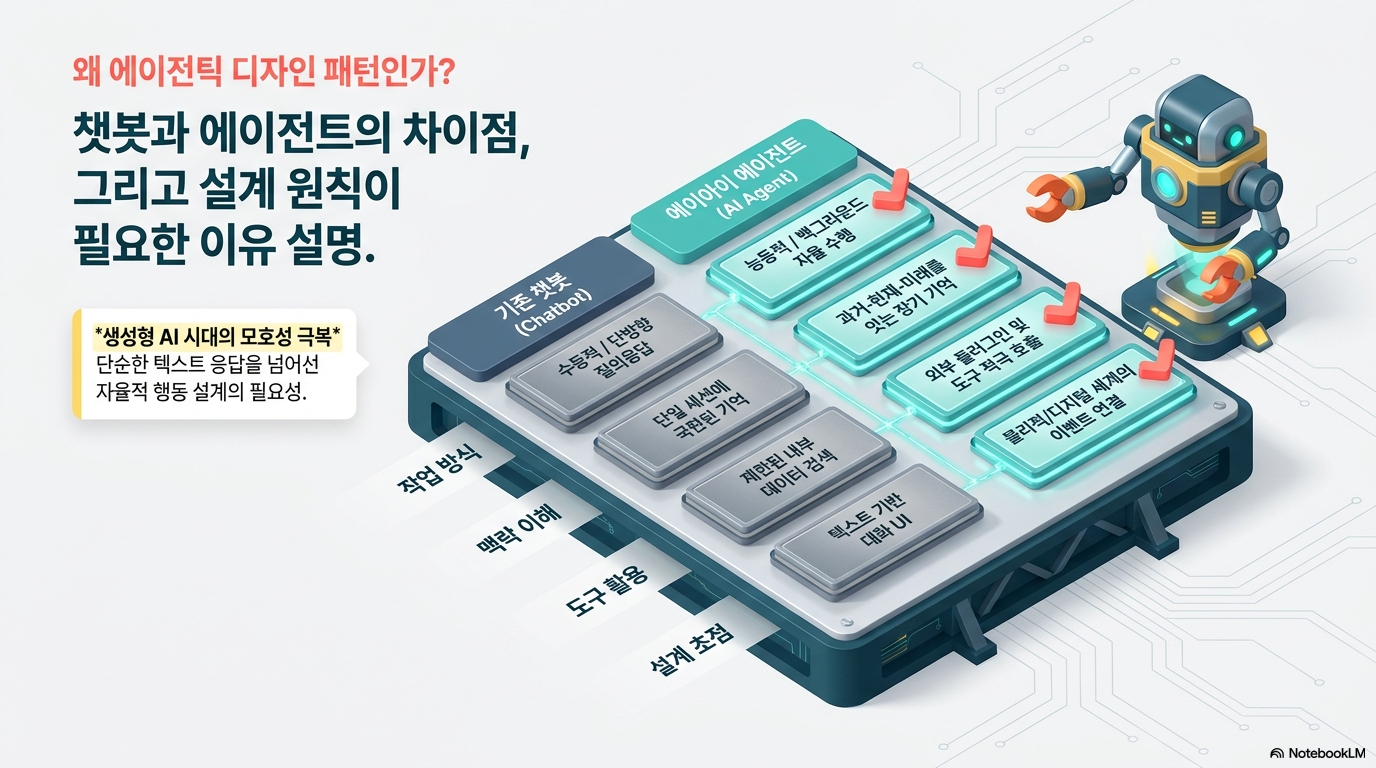 왜 에이전틱 디자인 패턴인가?
챗봇과 에이전트의 차이점,
그리고 설계 원칙이
필요한 이유 설명.
*생성형 AI 시대의 모호성 극복*
단순한 텍스트 응답을 넘어선
자율적 행동 설계의 필요성.
기존 챗봇
(Chatbot)
에이아이 에이전트
(AI Agent)
작업 방식
수동적 / 단방향
질의응답
능동적 / 백그라운드
자율 수행
맥락 이해
단일 세션에
국한된 기억
과거-현재-미래를
잇는 장기 기억
도구 활용
제한된 내부
데이터 검색
외부 플러그인 및
도구 적극 호출
설계 초점
텍스트 기반
대화 UI
물리적/디지털 세계의
이벤트 연결
NotebookLM